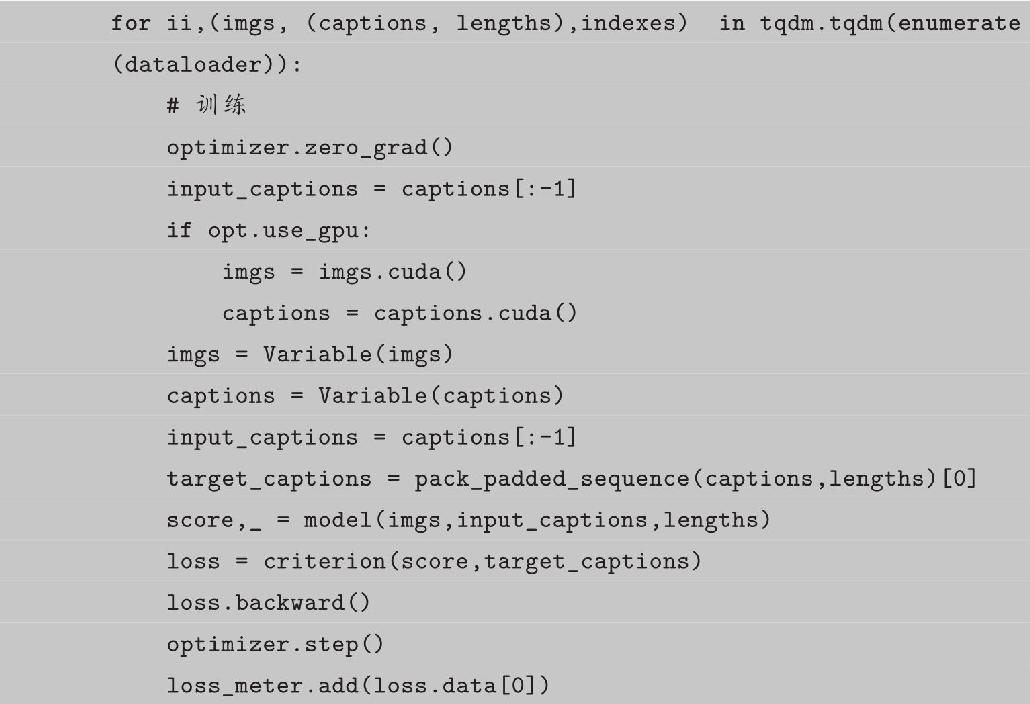 for ii,(imgs, (captions, lengths),indexes)  in tqdm.tqdm(enumerate
(dataloader)):
    # 训练
    optimizer.zero_grad()
    input_captions = captions[:-1]
    if opt.use_gpu:
        imgs = imgs.cuda()
        captions = captions.cuda()
    imgs = Variable(imgs)
    captions = Variable(captions)
    input_captions = captions[:-1]
    target_captions = pack_padded_sequence(captions,lengths)[0]
    score,_ = model(imgs,input_captions,lengths)
    loss = criterion(score,target_captions)
    loss.backward()
    optimizer.step()
    loss_meter.add(loss.data[0])